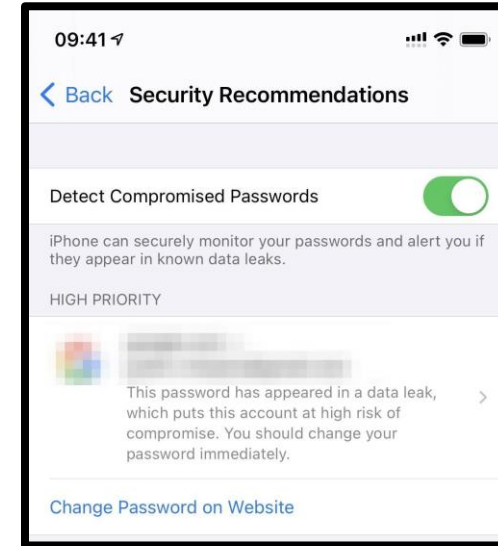 09:41
Back Security Recommendations
Detect Compromised Passwords
iPhone can securely monitor your passwords and alert you if
they appear in known data leaks.
HIGH PRIORITY
This password has appeared in a data leak,
which puts this account at high risk of
compromise. You should change your
password immediately.
Change Password on Website